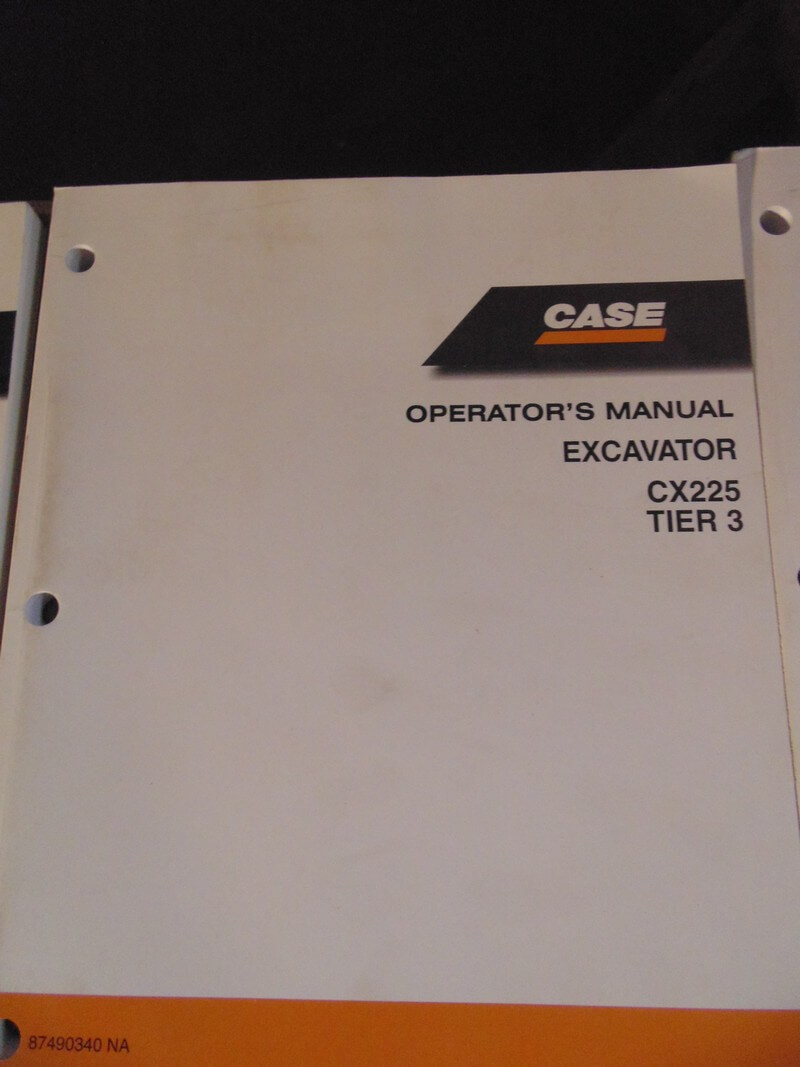 CASE
OPERATOR'S MANUAL
EXCAVATOR
CX225
TIER 3
87490340 NA